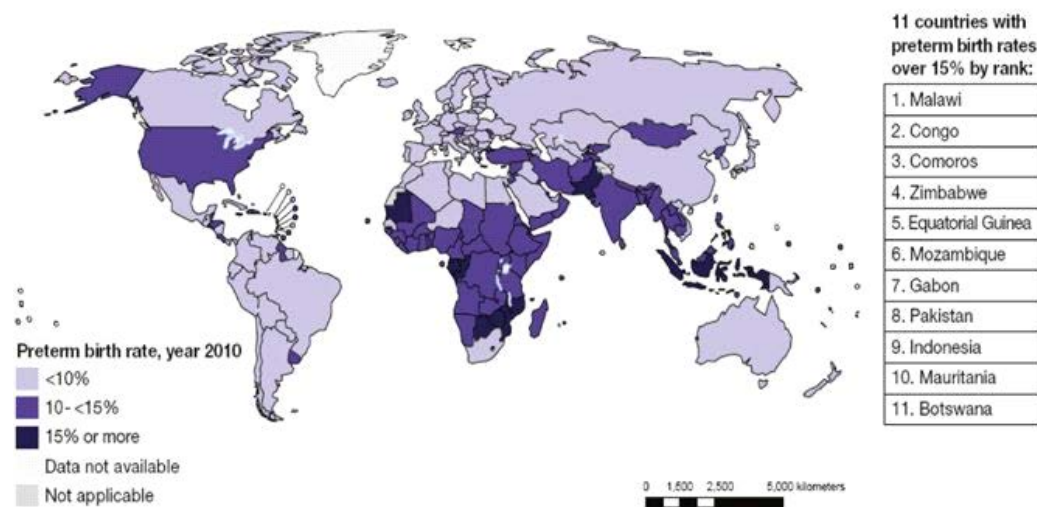 11 countries with
preterm birth rates
over 15% by rank:
1. Malawi
2. Congo
3. Comoros
4. Zimbabwe
5. Equatorial Guinea
6. Mozambique
7. Gabon
8. Pakistan
9. Indonesia
10. Mauritania
11. Botswana
Preterm birth rate, year 2010
<10%
10- <15%
15% or more
Data not available
Not applicable
0 1,500 2,500 5,000 kilometers